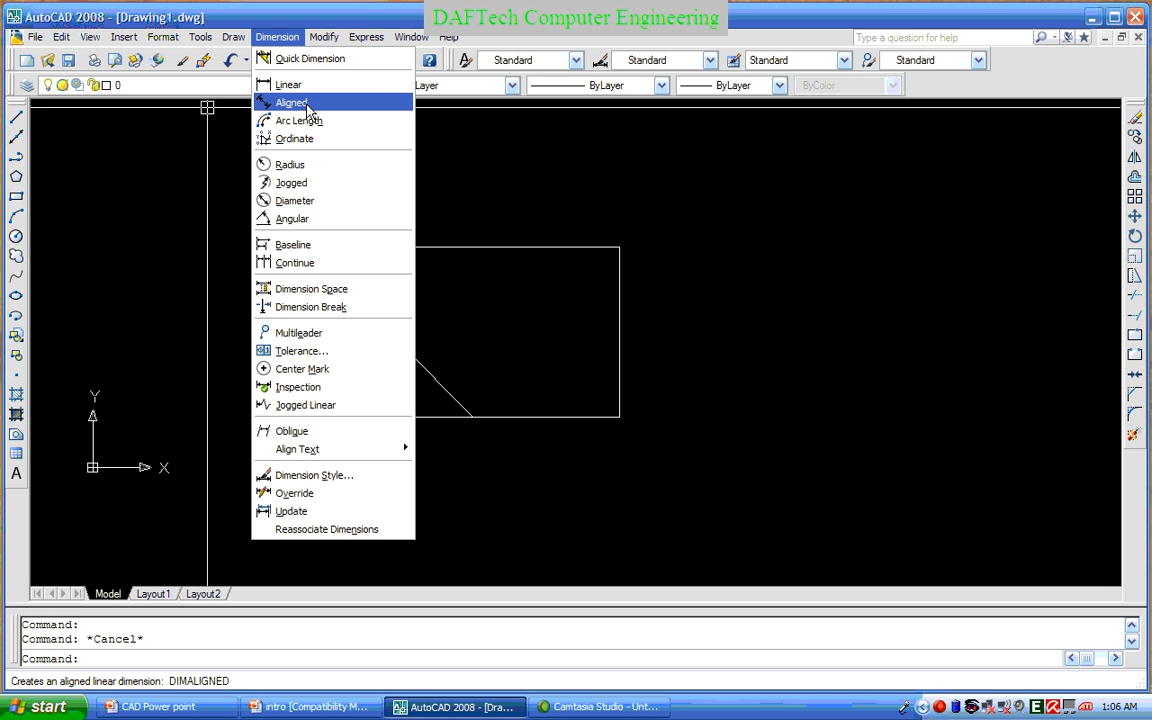 AutoCAD 2008 - [Drawing1.dwg]
DAFTech Computer Engineering
File Edit View Insert Format Tools Draw Dimension Modify Express Window Help
Type a question for help
Quick Dimension
Standard Standard Standard Standard
Linear
0 Layer ByLayer ByLayer ByColor
Aligned
Arc Length
Ordinate
Radius
Jogged
Diameter
Angular
Baseline
Continue
Dimension Space
Dimension Break
Multileader
Tolerance...
Center Mark
Inspection
Jogged Linear
Oblique
Align Text
Dimension Style...
Override
Update
Reassociate Dimensions
Y
X
A
Model Layout1 Layout2
Command:
Command: *Cancel*
Command:
Creates an aligned linear dimension: DIMALIGNED
start CAD Power point intro [Compatibility M... AutoCAD 2008 - [Dra... Camtasia Studio - Unt... 1:06 AM